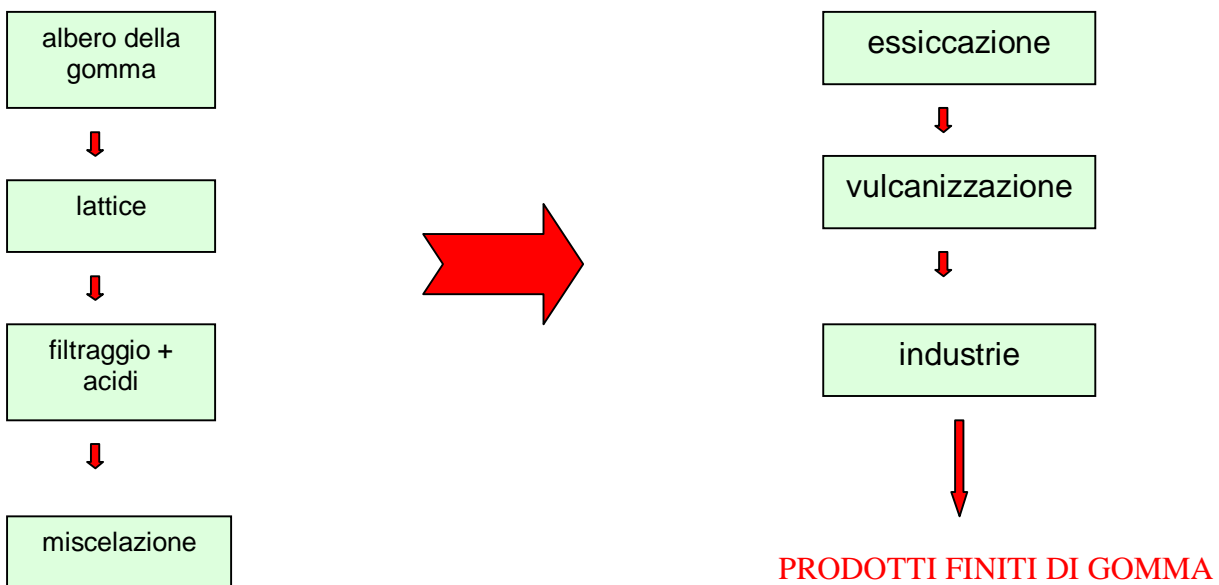 albero della
gomma
lattice
filtraggio +
acidi
miscelazione
essiccazione
vulcanizzazione
industrie
PRODOTTI FINITI DI GOMMA